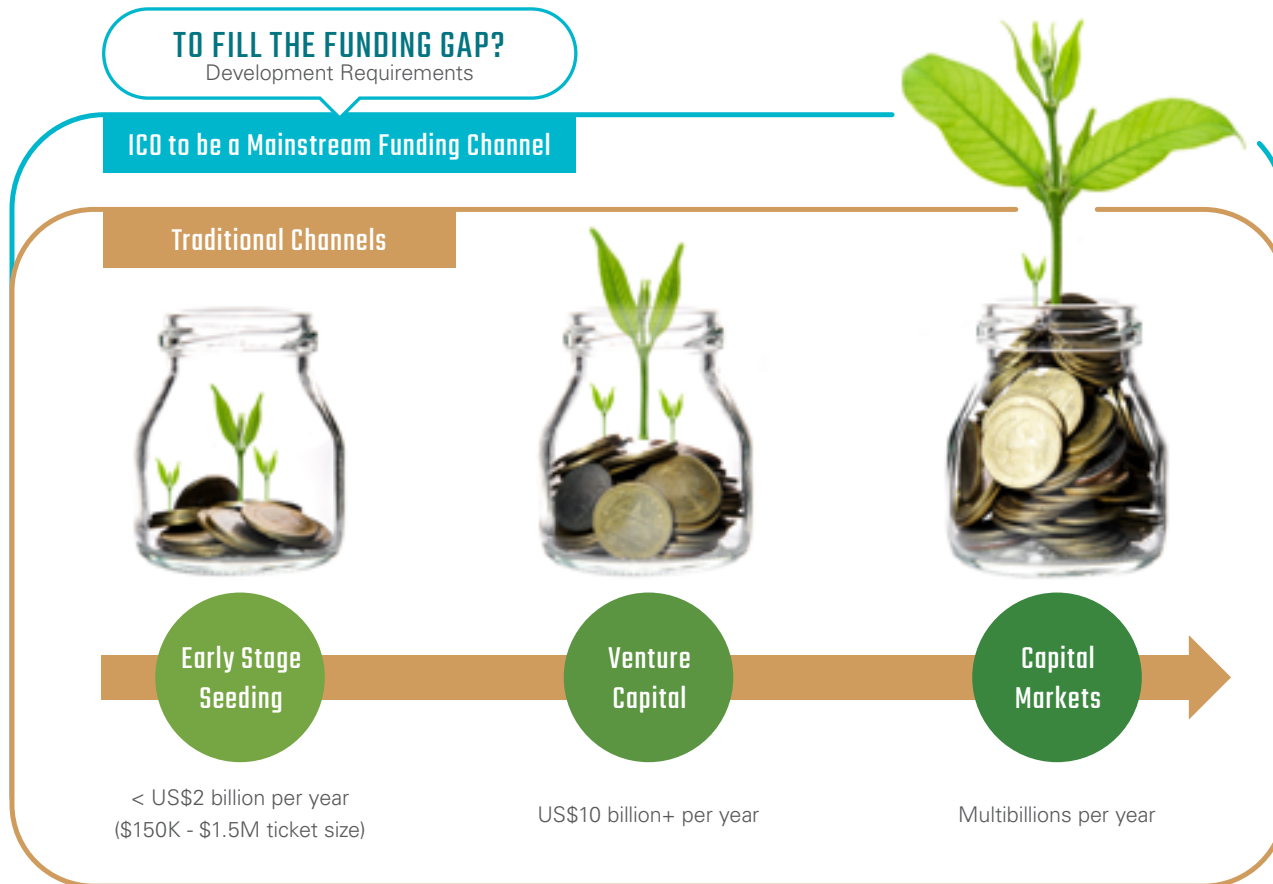 TO FILL THE FUNDING GAP?
Development Requirements
ICO to be a Mainstream Funding Channel
Traditional Channels
Early Stage
Seeding
Venture
Capital
Capital
Markets
< US$2 billion per year
($150K - $1.5M ticket size)
US$10 billion+ per year
Multibillions per year